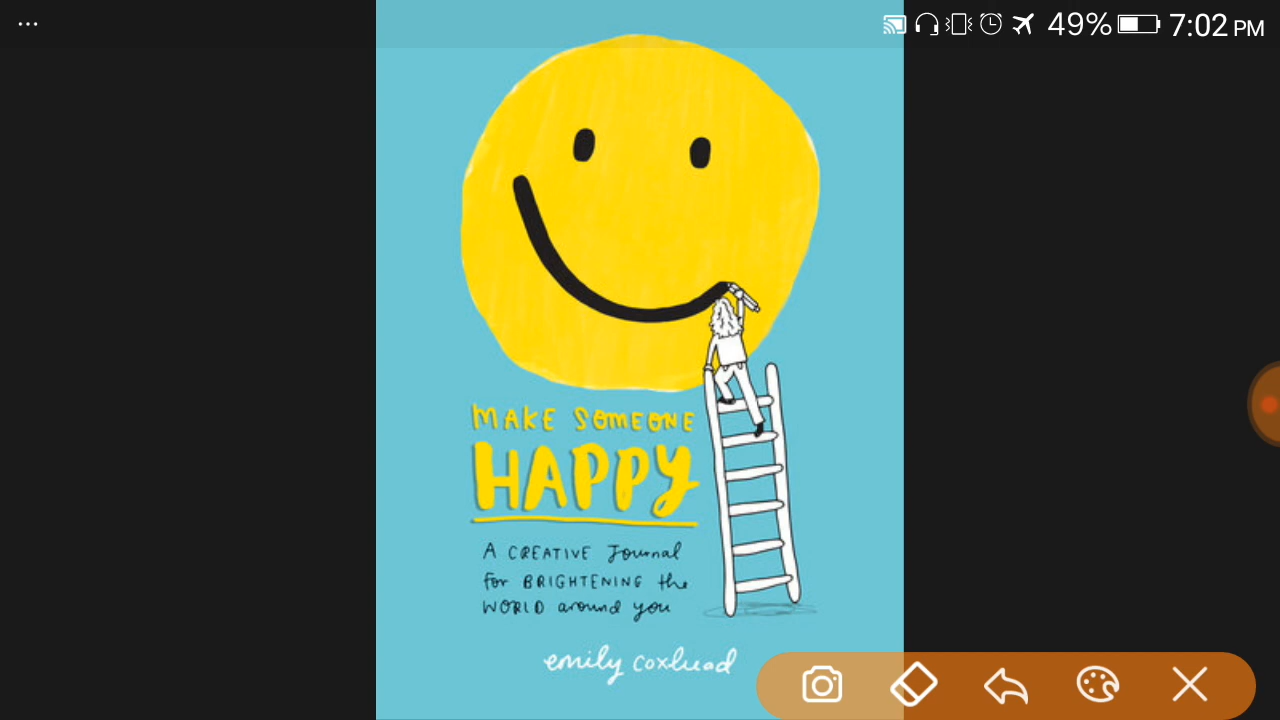 ... 49% 7:02 PM
MAKE SOMEONE
HAPPY
A CREATIVE Journal
for BRIGHTENING the
WORLD around you
emily coxhead